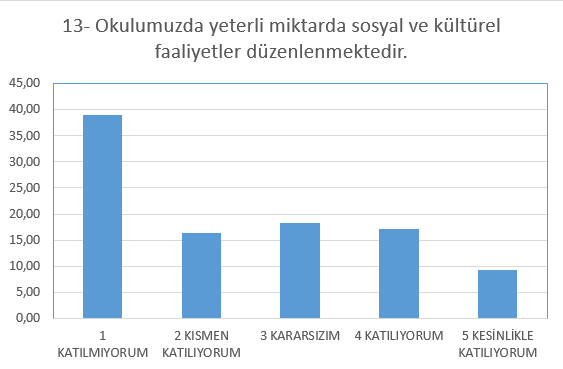 13- Okulumuzda yeterli miktarda sosyal ve kültürel
faaliyetler düzenlenmektedir.
45,00
40,00
35,00
30,00
25,00
20,00
15,00
10,00
5,00
0,00
1
KATILMIYORUM
2 KISMEN
KATILIYORUM
3 KARARSIZIM
4 KATILIYORUM
5 KESİNLİKLE
KATILIYORUM